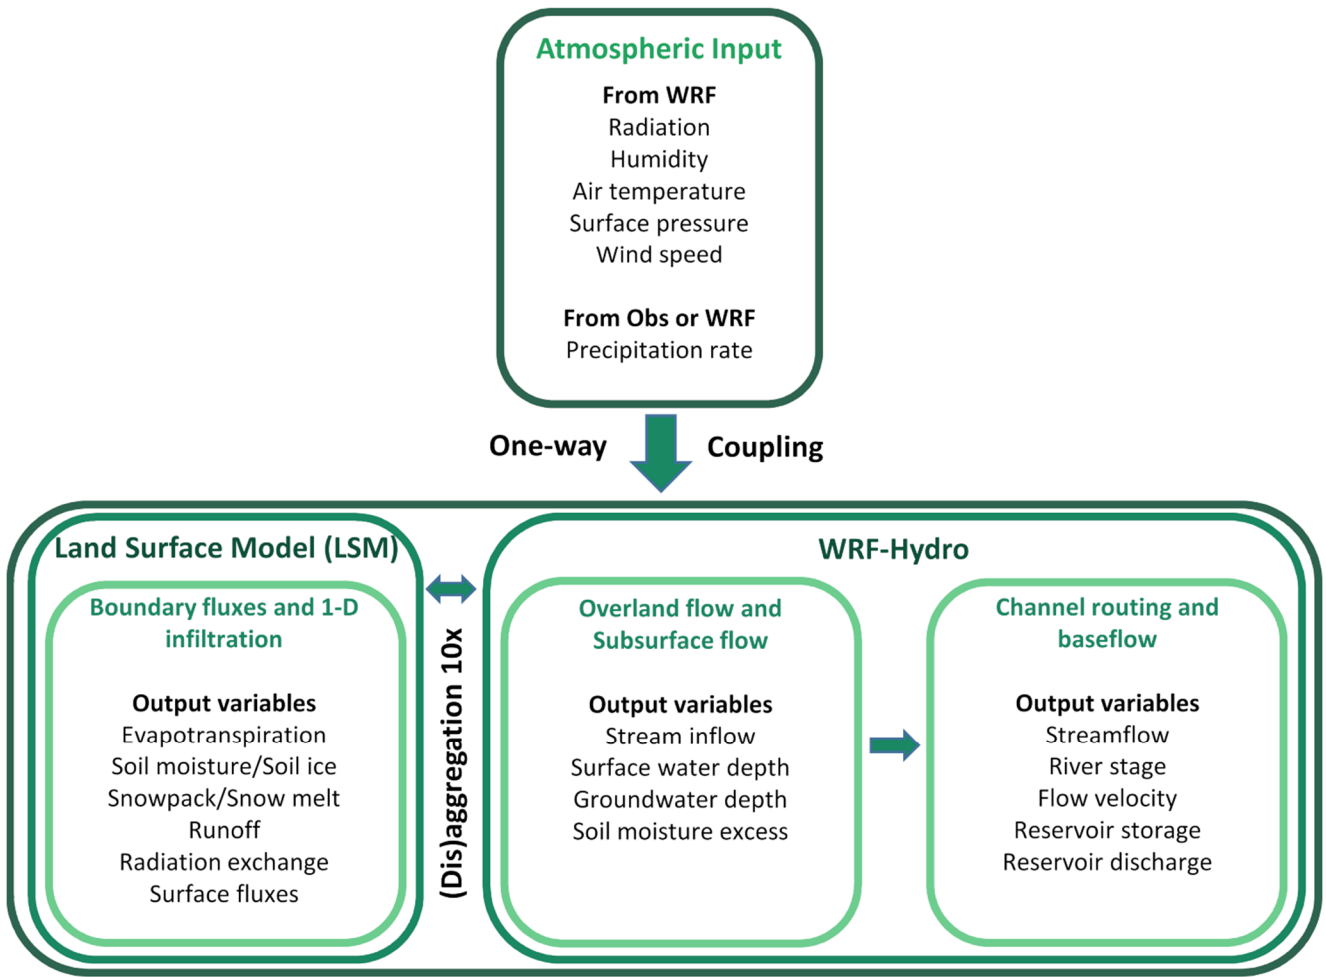 Atmospheric Input
From WRF
Radiation
Humidity
Air temperature
Surface pressure
Wind speed
From Obs or WRF
Precipitation rate
One-way Coupling
Land Surface Model (LSM)
Boundary fluxes and 1-D
infiltration
Output variables
Evapotranspiration
Soil moisture/Soil ice
Snowpack/Snow melt
Runoff
Radiation exchange
Surface fluxes
(Dis)aggregation 10x
WRF-Hydro
Overland flow and
Subsurface flow
Output variables
Stream inflow
Surface water depth
Groundwater depth
Soil moisture excess
Channel routing and
baseflow
Output variables
Streamflow
River stage
Flow velocity
Reservoir storage
Reservoir discharge